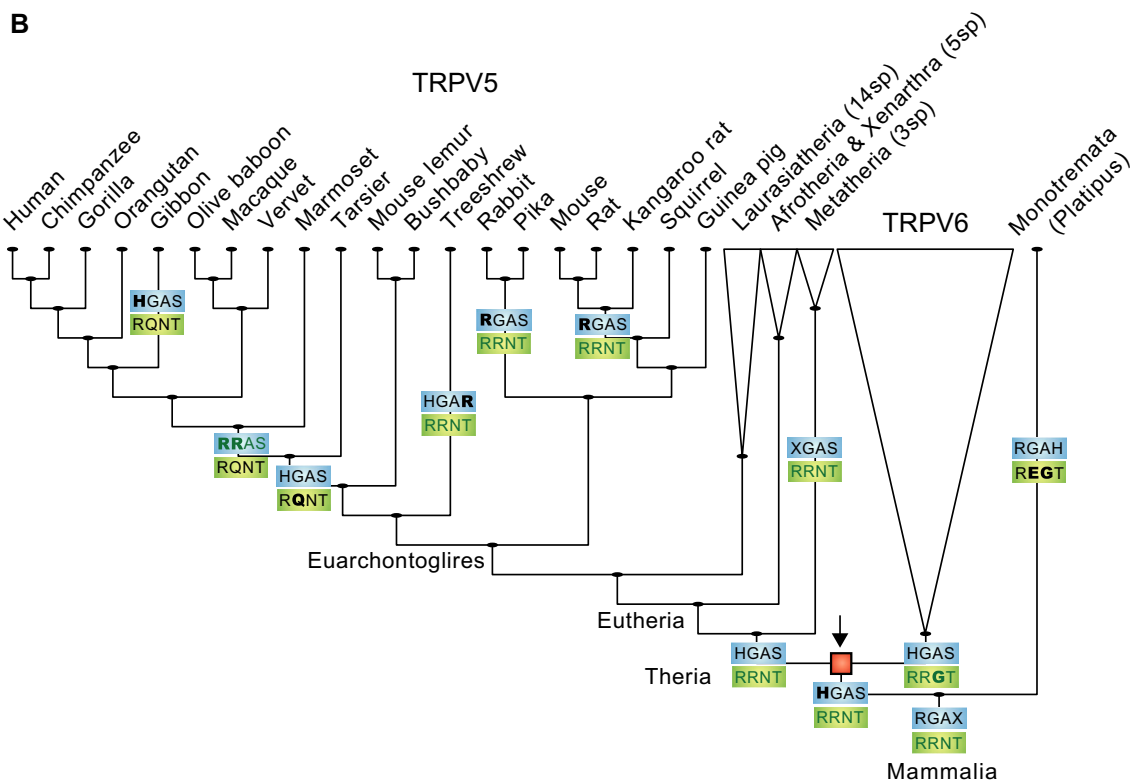 B
TRPV5
Human
Chimpanzee
Gorilla
Orangutan
Gibbon
Olive baboon
Macaque
Vervet
Marmoset
Tarsier
Mouse lemur
Bushbaby
Treeshrew
Rabbit
Pika
Mouse
Rat
Kangaroo rat
Squirrel
Guinea pig
Laurasiatheria (14sp)
Afrotheria & Xenarthra (5sp)
Metatheria (3sp)
TRPV6
Monotremata
(Platipus)
HGAS
RQNT
RGAS
RRNT
RGAS
RRNT
HGAR
RRNT
RRAS
RQNT
HGAS
RQNT
XGAS
RRNT
RGAH
REGT
Euarchontoglires
Eutheria
Theria
HGAS
RRNT
HGAS
RRGT
HGAS
RRNT
RGAX
RRNT
Mammalia